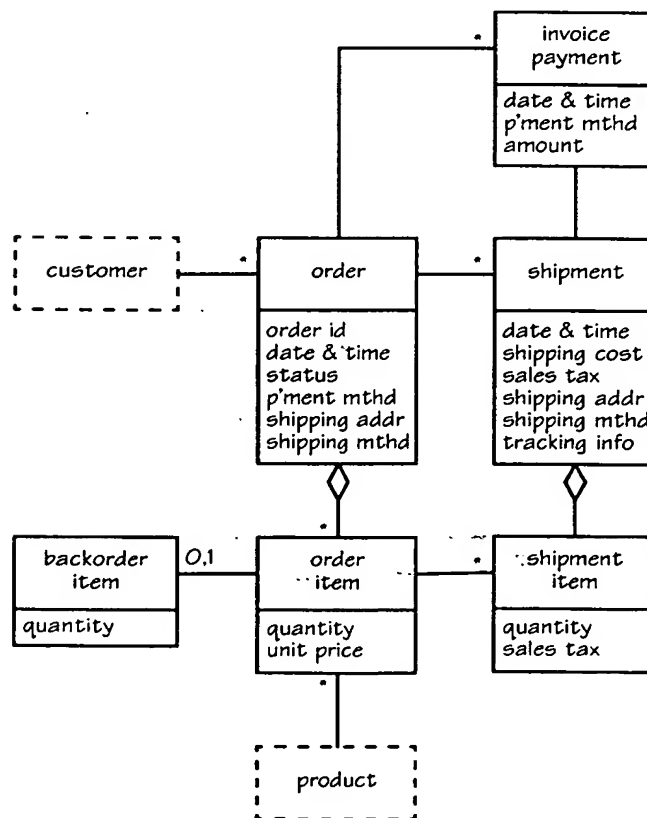 *
invoice
payment
date & time
p'ment mthd
amount
customer
*
order
*
shipment
order id
date & time
status
p'ment mthd
shipping addr
shipping mthd
date & time
shipping cost
sales tax
shipping addr
shipping mthd
tracking info
*
backorder
item
0,1
order
item
*
shipment
item
quantity
quantity
unit price
quantity
sales tax
*
product